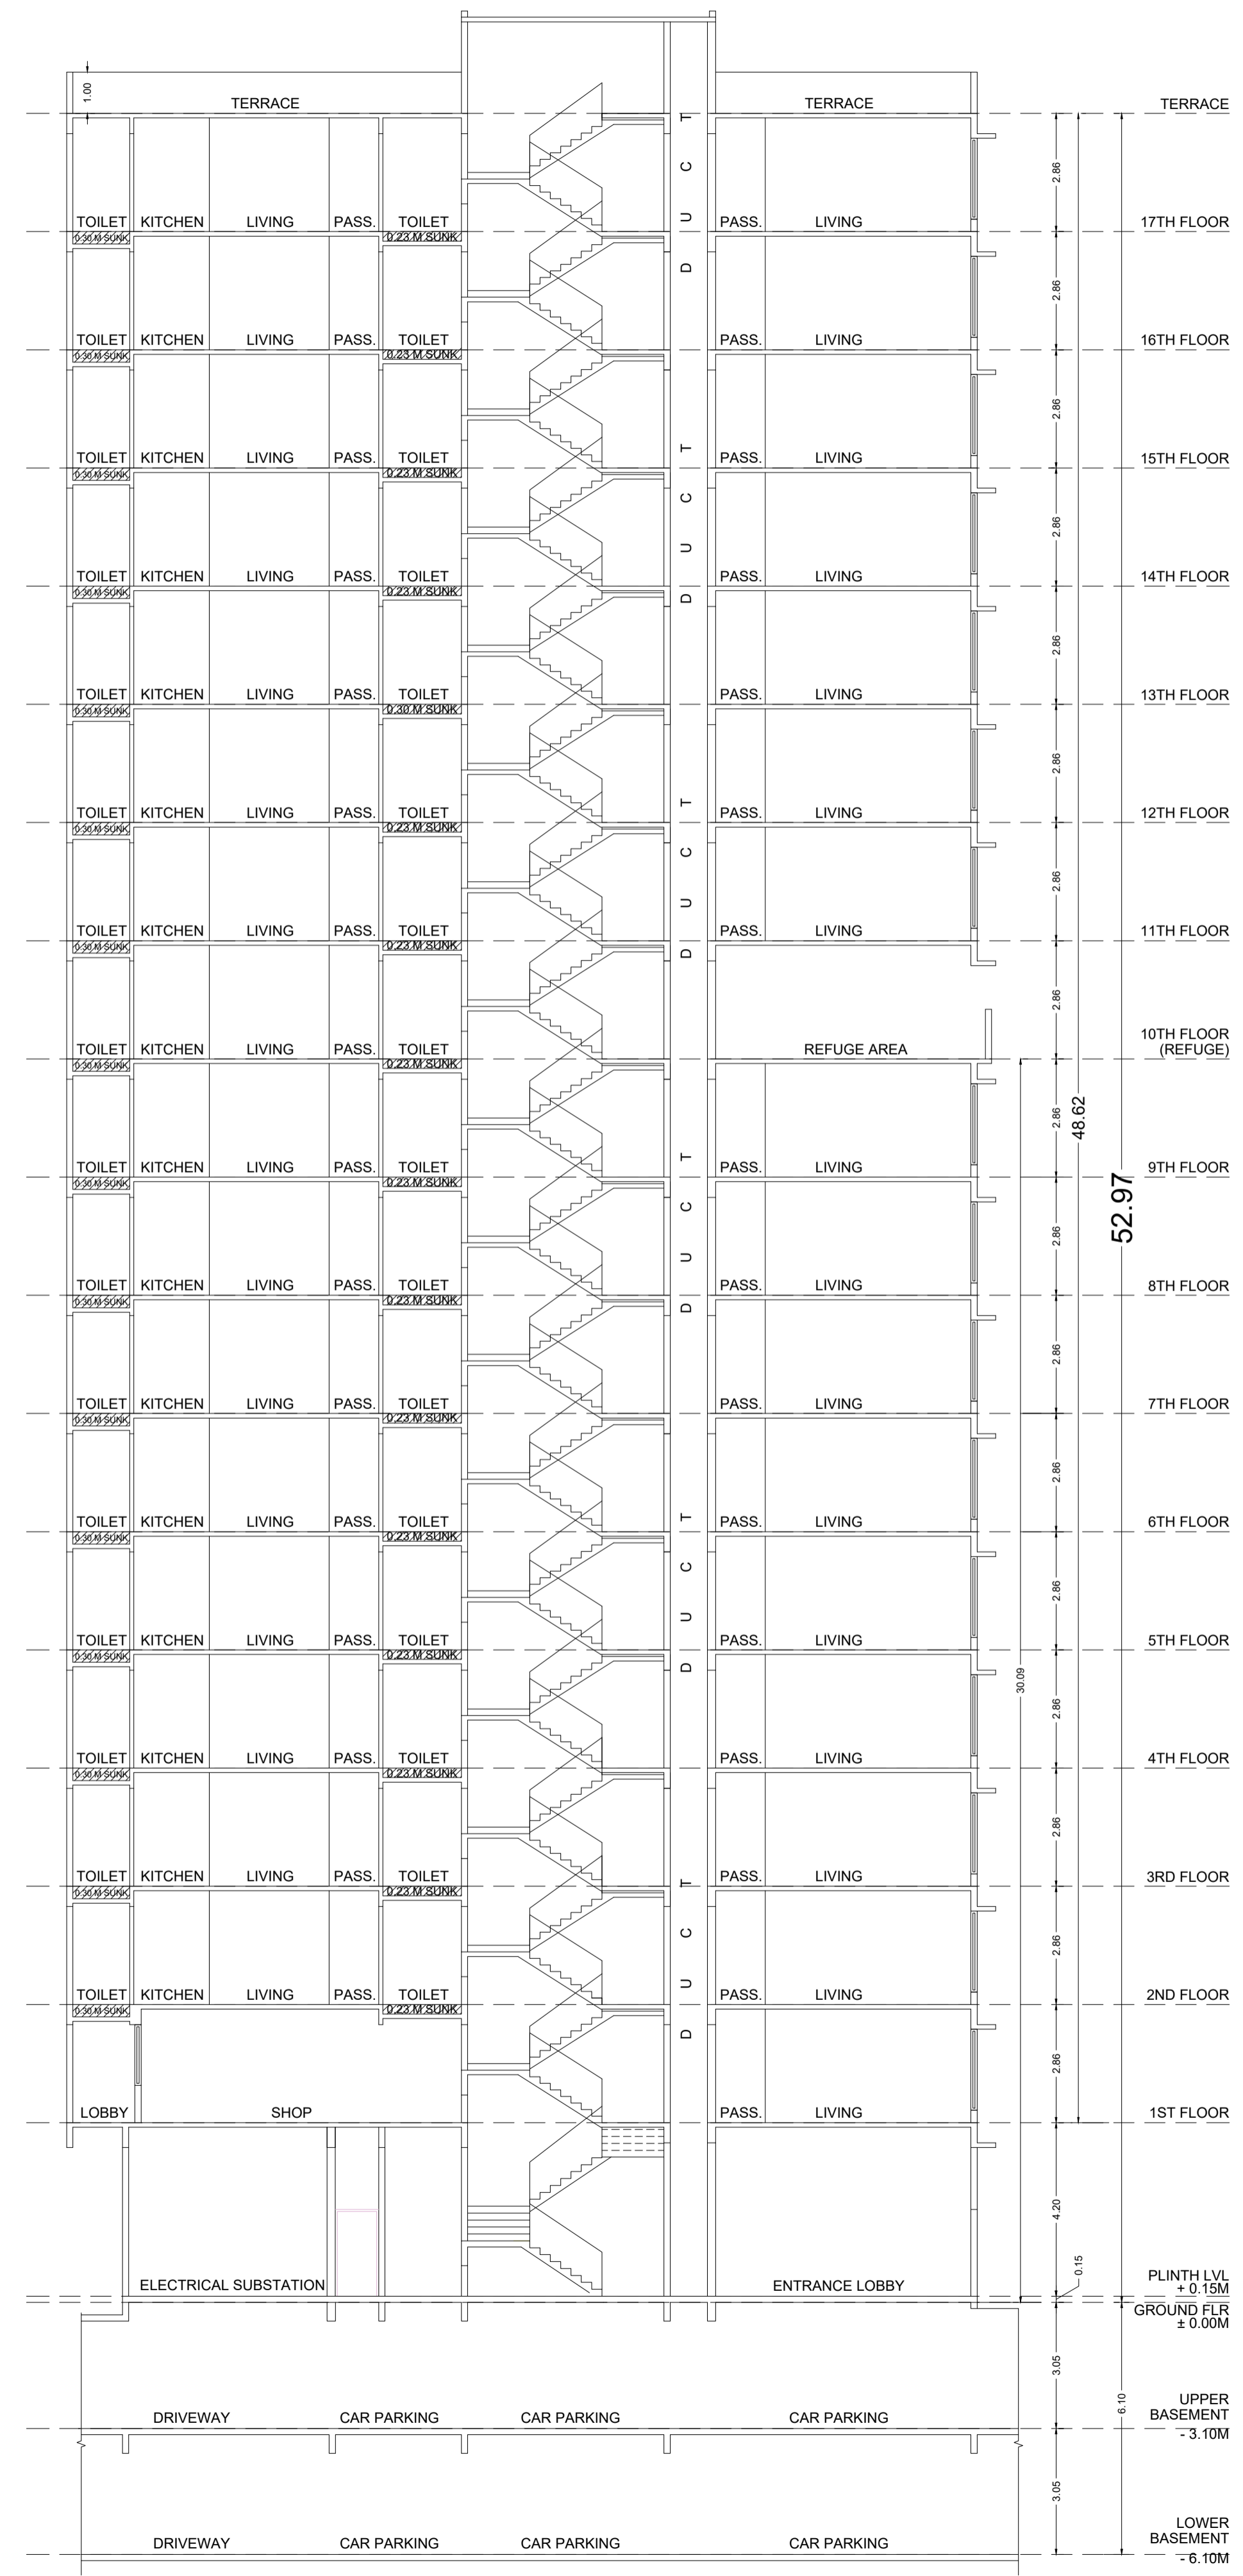 1.00
TERRACE TERRACE TERRACE
DUCT
2.86
TOILET KITCHEN LIVING PASS. TOILET PASS. LIVING 17TH FLOOR
0.30 M SUNK 0.23 M SUNK
2.86
TOILET KITCHEN LIVING PASS. TOILET PASS. LIVING 16TH FLOOR
0.30 M SUNK 0.23 M SUNK
2.86
DUCT
TOILET KITCHEN LIVING PASS. TOILET PASS. LIVING 15TH FLOOR
0.30 M SUNK 0.23 M SUNK
2.86
TOILET KITCHEN LIVING PASS. TOILET PASS. LIVING 14TH FLOOR
0.30 M SUNK 0.23 M SUNK
2.86
TOILET KITCHEN LIVING PASS. TOILET PASS. LIVING 13TH FLOOR
0.30 M SUNK 0.30 M SUNK
2.86
DUCT
TOILET KITCHEN LIVING PASS. TOILET PASS. LIVING 12TH FLOOR
0.30 M SUNK 0.23 M SUNK
2.86
TOILET KITCHEN LIVING PASS. TOILET PASS. LIVING 11TH FLOOR
0.30 M SUNK 0.23 M SUNK
2.86
TOILET KITCHEN LIVING PASS. TOILET REFUGE AREA 10TH FLOOR
(REFUGE)
0.30 M SUNK 0.23 M SUNK
2.86
48.62
DUCT
TOILET KITCHEN LIVING PASS. TOILET PASS. LIVING 9TH FLOOR
0.30 M SUNK 0.23 M SUNK
52.97
2.86
TOILET KITCHEN LIVING PASS. TOILET PASS. LIVING 8TH FLOOR
0.30 M SUNK 0.23 M SUNK
2.86
TOILET KITCHEN LIVING PASS. TOILET PASS. LIVING 7TH FLOOR
0.30 M SUNK 0.23 M SUNK
2.86
DUCT
TOILET KITCHEN LIVING PASS. TOILET PASS. LIVING 6TH FLOOR
0.30 M SUNK 0.23 M SUNK
2.86
TOILET KITCHEN LIVING PASS. TOILET PASS. LIVING 5TH FLOOR
0.30 M SUNK 0.23 M SUNK
30.09
2.86
TOILET KITCHEN LIVING PASS. TOILET PASS. LIVING 4TH FLOOR
0.30 M SUNK 0.23 M SUNK
2.86
DUCT
TOILET KITCHEN LIVING PASS. TOILET PASS. LIVING 3RD FLOOR
0.30 M SUNK 0.23 M SUNK
2.86
TOILET KITCHEN LIVING PASS. TOILET PASS. LIVING 2ND FLOOR
0.30 M SUNK 0.23 M SUNK
2.86
LOBBY SHOP PASS. LIVING 1ST FLOOR
4.20
0.15
ELECTRICAL SUBSTATION ENTRANCE LOBBY PLINTH LVL
+ 0.15M
GROUND FLR
± 0.00M
3.05
6.10
DRIVEWAY CAR PARKING CAR PARKING CAR PARKING UPPER
BASEMENT
- 3.10M
3.05
DRIVEWAY CAR PARKING CAR PARKING CAR PARKING LOWER
BASEMENT
- 6.10M